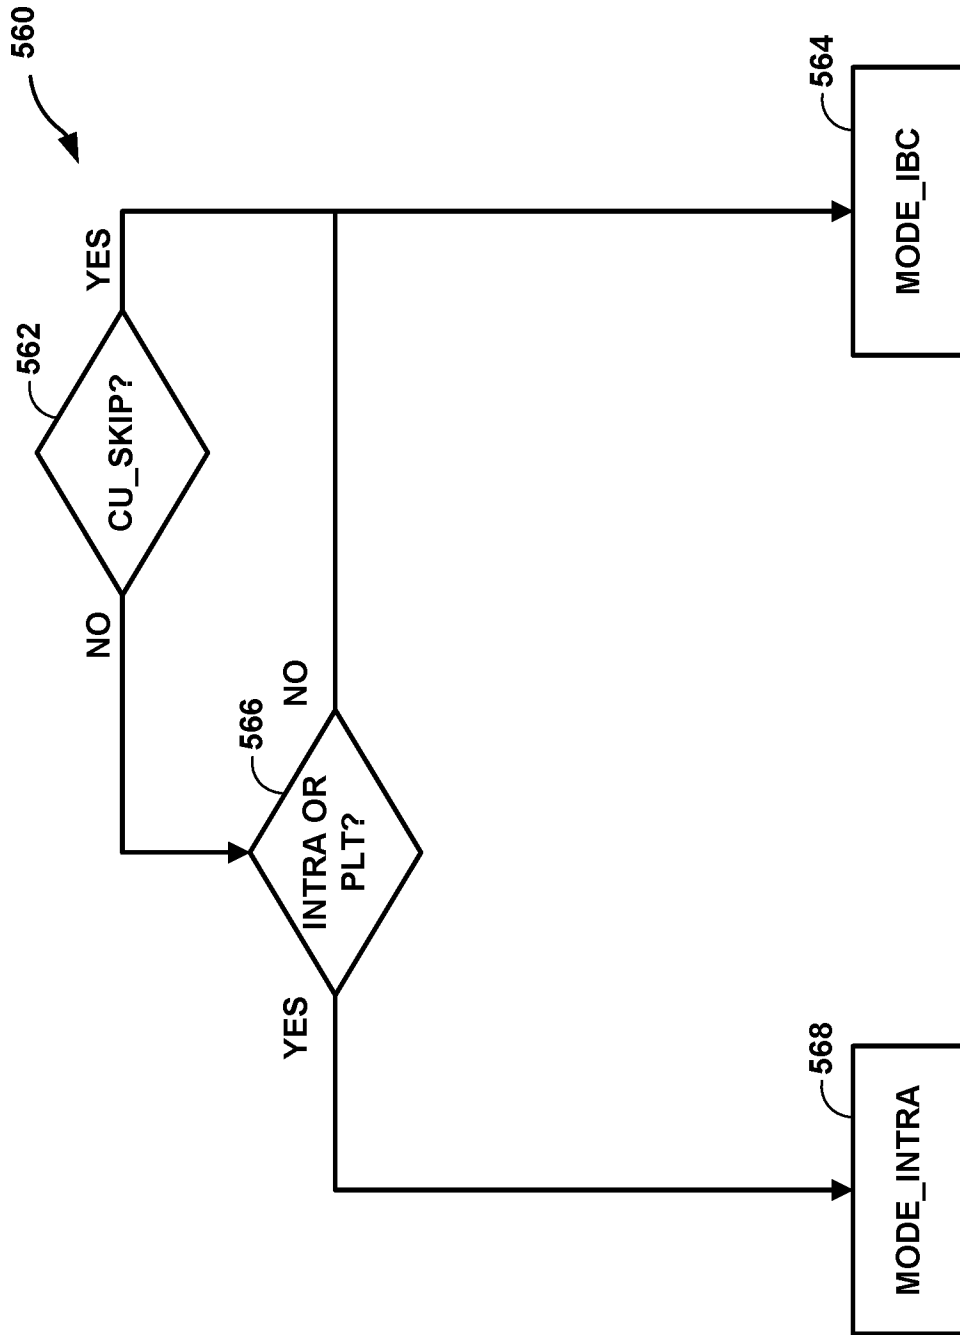 560
562
CU_SKIP?
YES
NO
566
INTRA OR
PLT?
NO
YES
564
MODE_IBC
568
MODE_INTRA